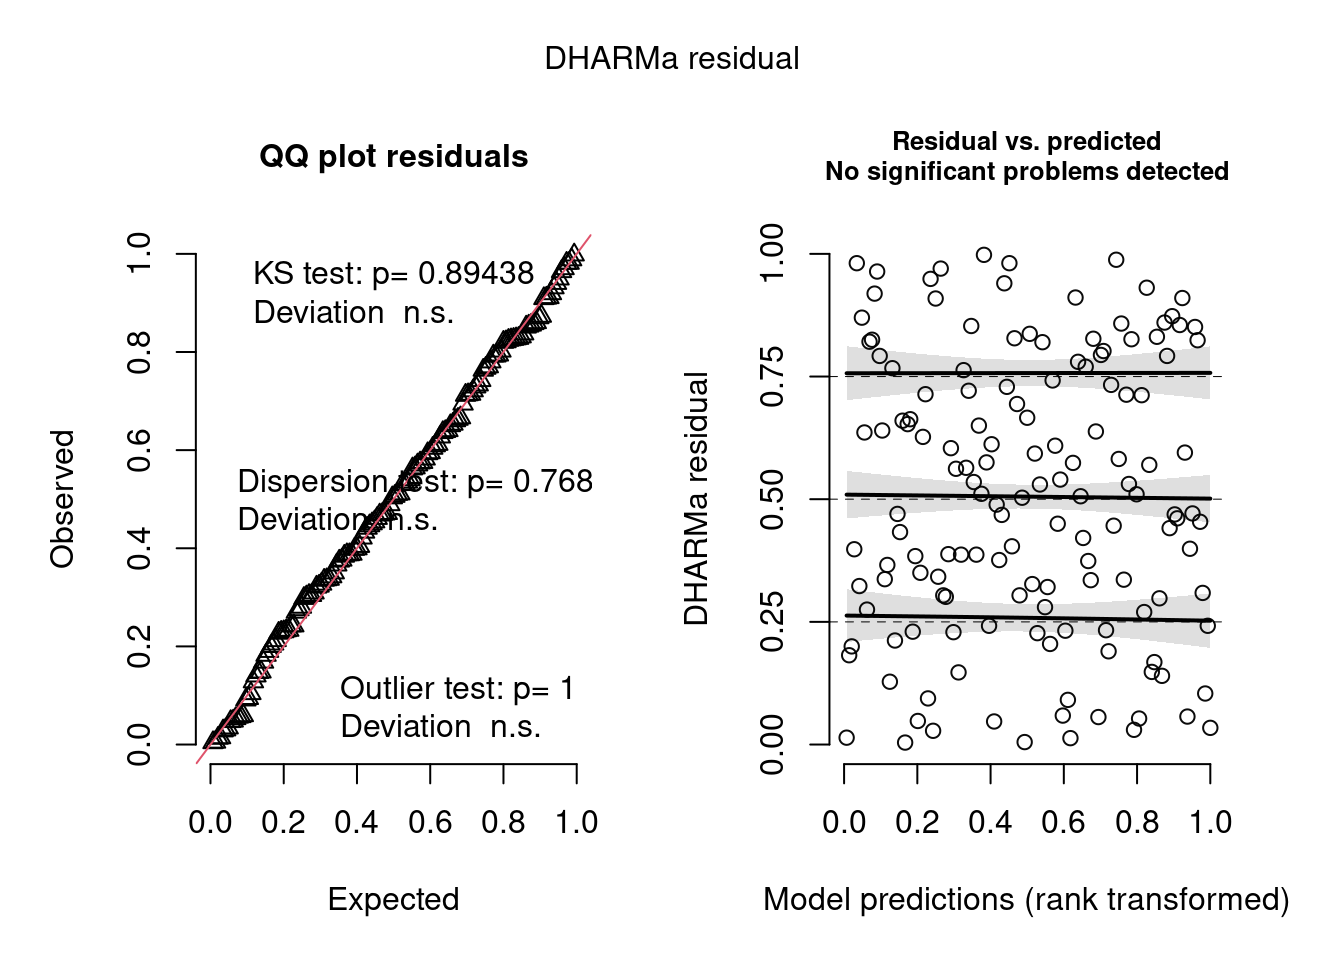 DHARMa residual
QQ plot residuals
KS test: p= 0.89438
Deviation n.s.
Dispersion test: p= 0.768
Deviation n.s.
Outlier test: p= 1
Deviation n.s.
Observed
0.0 0.2 0.4 0.6 0.8 1.0
0.0 0.2 0.4 0.6 0.8 1.0
Expected
Residual vs. predicted
No significant problems detected
DHARMa residual
0.00 0.25 0.50 0.75 1.00
0.0 0.2 0.4 0.6 0.8 1.0
Model predictions (rank transformed)